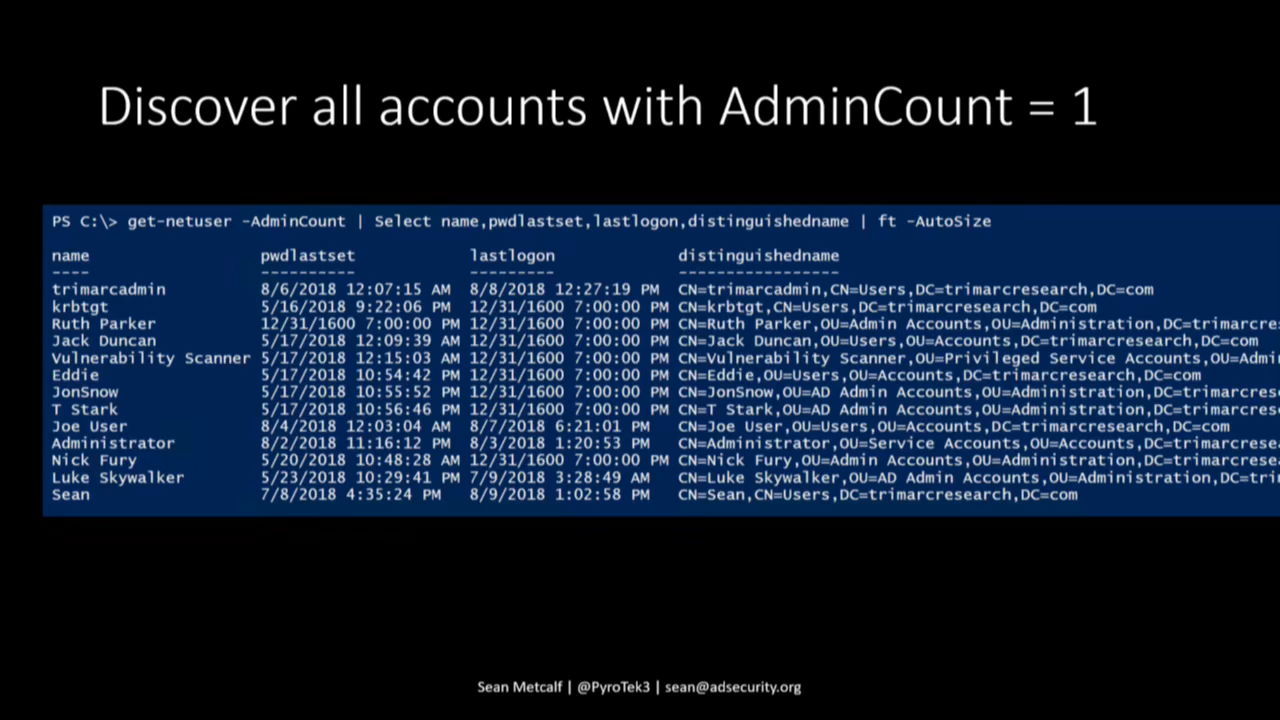 Discover all accounts with AdminCount = 1
PS C:\> get-netuser -AdminCount | Select name,pwdlastset,lastlogon,distinguishedname | ft -AutoSize
name pwdlastset lastlogon distinguishedname
---- ---------- --------- -----------------
trimarcadmin 8/6/2018 12:07:15 AM 8/8/2018 12:27:19 PM CN=trimarcadmin,CN=Users,DC=trimarcresearch,DC=com
krbtgt 5/16/2018 9:22:06 PM 12/31/1600 7:00:00 PM CN=krbtgt,CN=Users,DC=trimarcresearch,DC=com
Ruth Parker 12/31/1600 7:00:00 PM 12/31/1600 7:00:00 PM CN=Ruth Parker,OU=Admin Accounts,OU=Administration,DC=trimarcrese
Jack Duncan 5/17/2018 12:09:39 AM 12/31/1600 7:00:00 PM CN=Jack Duncan,OU=Users,OU=Accounts,DC=trimarcresearch,DC=com
Vulnerability Scanner 5/17/2018 12:15:03 AM 12/31/1600 7:00:00 PM CN=Vulnerability Scanner,OU=Privileged Service Accounts,OU=Admi
Eddie 5/17/2018 10:54:42 PM 12/31/1600 7:00:00 PM CN=Eddie,OU=Users,OU=Accounts,DC=trimarcresearch,DC=com
JonSnow 5/17/2018 10:55:52 PM 12/31/1600 7:00:00 PM CN=JonSnow,OU=AD Admin Accounts,OU=Administration,DC=trimarcrese
T Stark 5/17/2018 10:56:46 PM 12/31/1600 7:00:00 PM CN=T Stark,OU=AD Admin Accounts,OU=Administration,DC=trimarcrese
Joe User 8/4/2018 12:03:04 AM 8/7/2018 6:21:01 PM CN=Joe User,OU=Users,OU=Accounts,DC=trimarcresearch,DC=com
Administrator 8/2/2018 11:16:12 PM 8/3/2018 1:20:53 PM CN=Administrator,OU=Service Accounts,OU=Accounts,DC=trimarcrese
Nick Fury 5/20/2018 10:48:28 AM 12/31/1600 7:00:00 PM CN=Nick Fury,OU=Admin Accounts,OU=Administration,DC=trimarcresea
Luke Skywalker 5/23/2018 10:29:41 PM 7/9/2018 3:28:49 AM CN=Luke Skywalker,OU=AD Admin Accounts,OU=Administration,DC=tri
Sean 7/8/2018 4:35:24 PM 8/9/2018 1:02:58 PM CN=Sean,CN=Users,DC=trimarcresearch,DC=com
Sean Metcalf | @PyroTek3 | sean@adsecurity.org